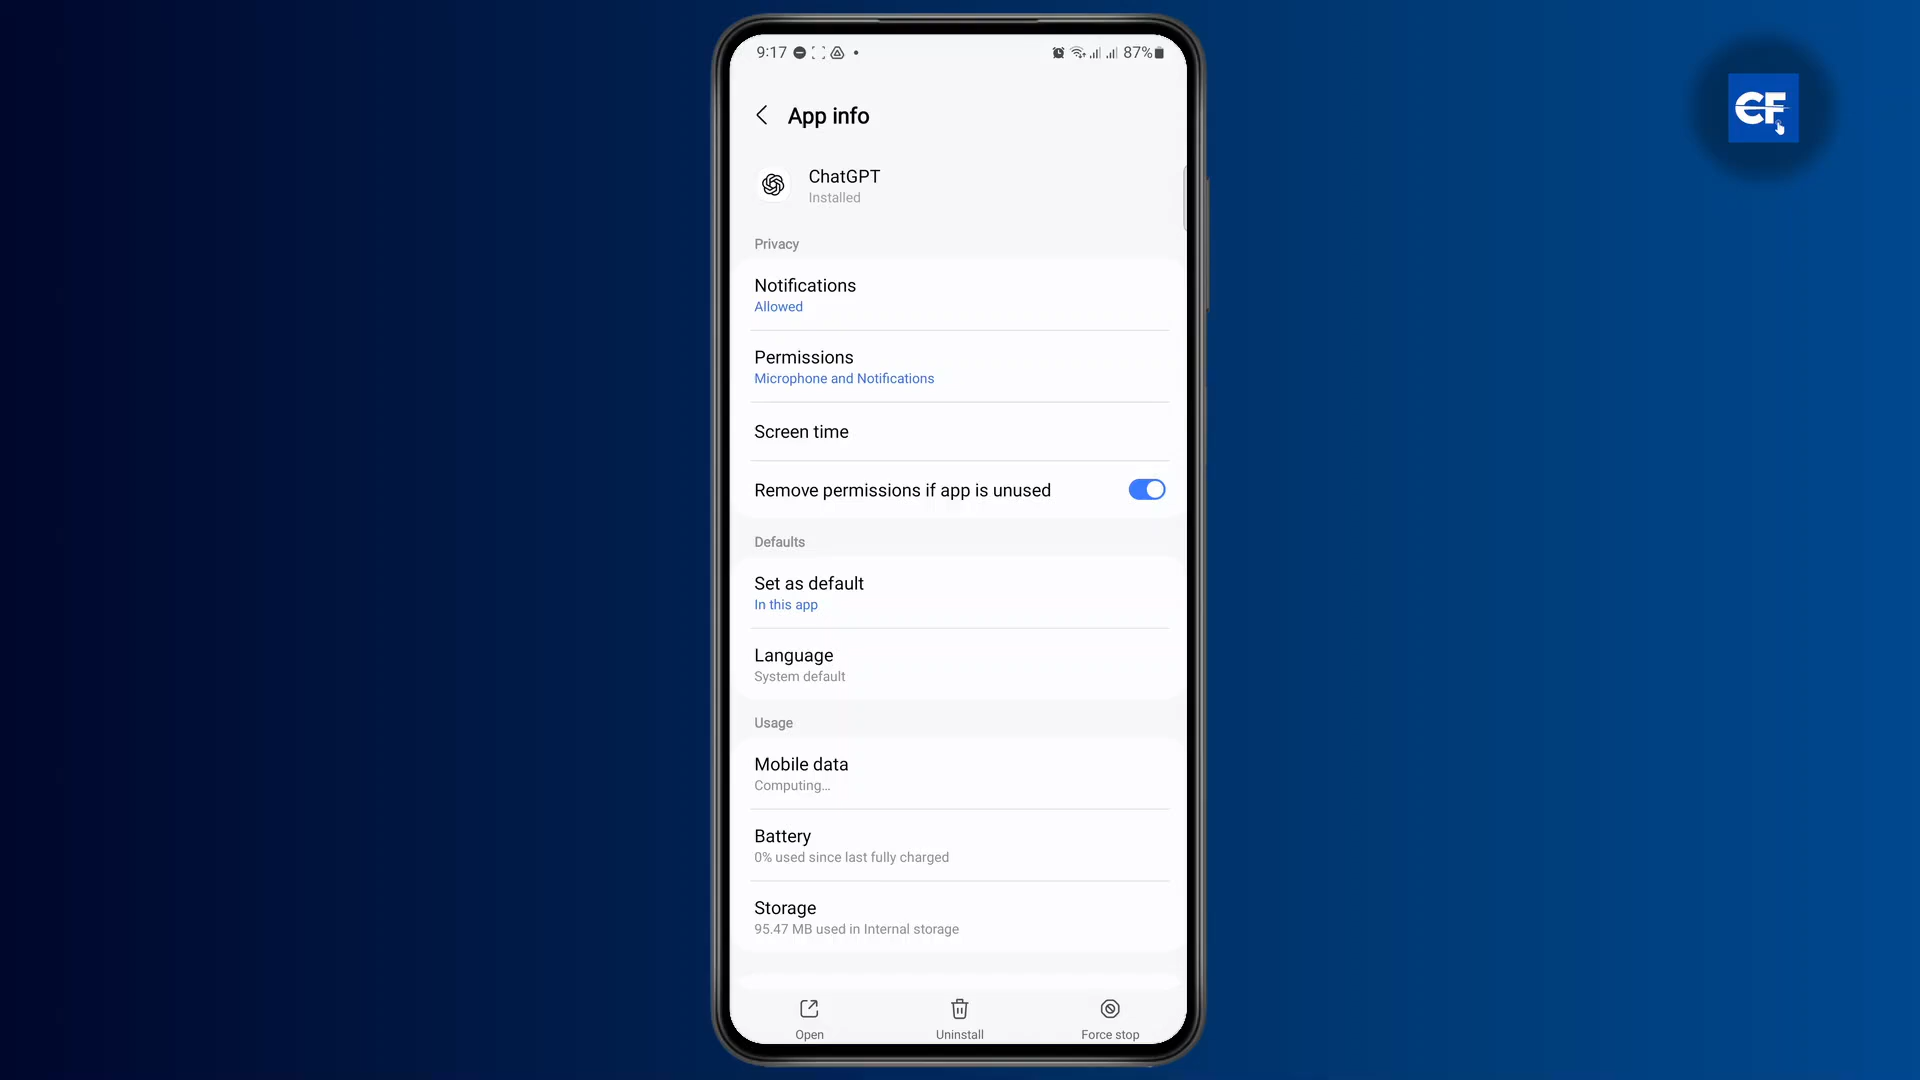 9:17
87%
App info
ChatGPT
Installed
Privacy
Notifications
Allowed
Permissions
Microphone and Notifications
Screen time
Remove permissions if app is unused
Defaults
Set as default
In this app
Language
System default
Usage
Mobile data
Computing...
Battery
0% used since last fully charged
Storage
95.47 MB used in Internal storage
Open
Uninstall
Force stop
CF